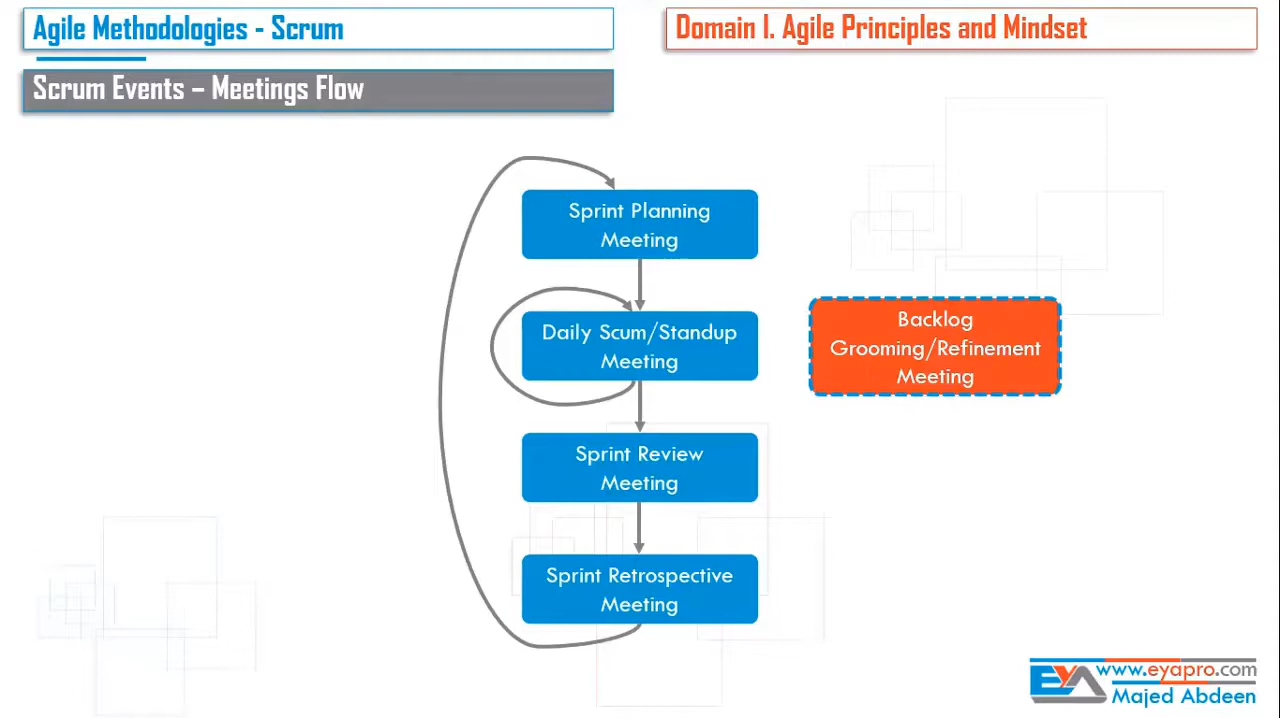 Agile Methodologies - Scrum
Domain I. Agile Principles and Mindset
Scrum Events – Meetings Flow
Sprint Planning
Meeting
Daily Scum/Standup
Meeting
Backlog
Grooming/Refinement
Meeting
Sprint Review
Meeting
Sprint Retrospective
Meeting
EYA
www.eyapro.com
Majed Abdeen